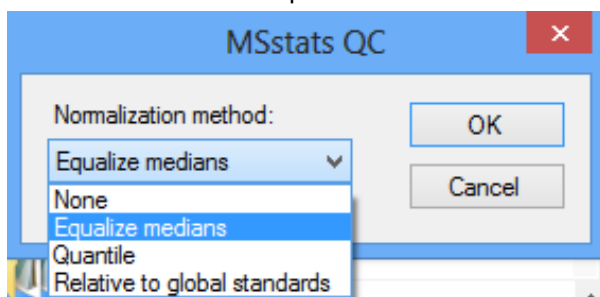 MSstats QC
Normalization method:
OK
Equalize medians
Cancel
None
Equalize medians
Quantile
Relative to global standards